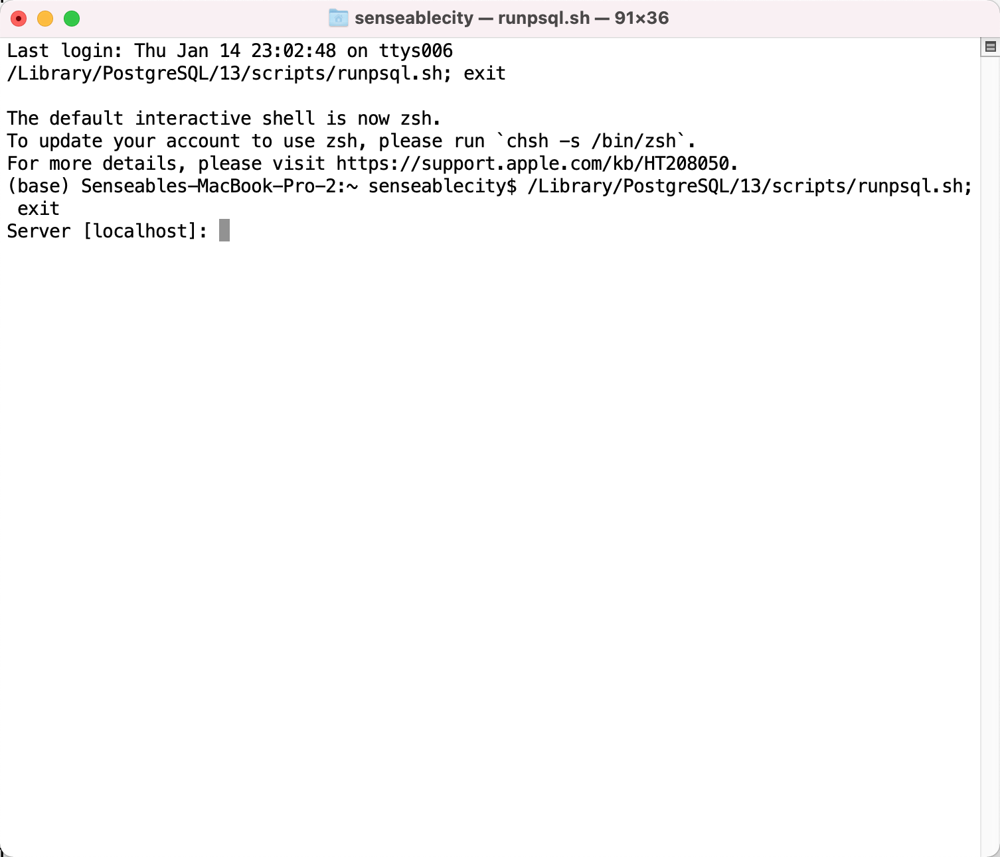 senseablecity — runpsql.sh — 91×36
Last login: Thu Jan 14 23:02:48 on ttys006
/Library/PostgreSQL/13/scripts/runpsql.sh; exit
The default interactive shell is now zsh.
To update your account to use zsh, please run `chsh -s /bin/zsh`.
For more details, please visit https://support.apple.com/kb/HT208050.
(base) Senseables-MacBook-Pro-2:~ senseablecity$ /Library/PostgreSQL/13/scripts/runpsql.sh;
 exit
Server [localhost]: